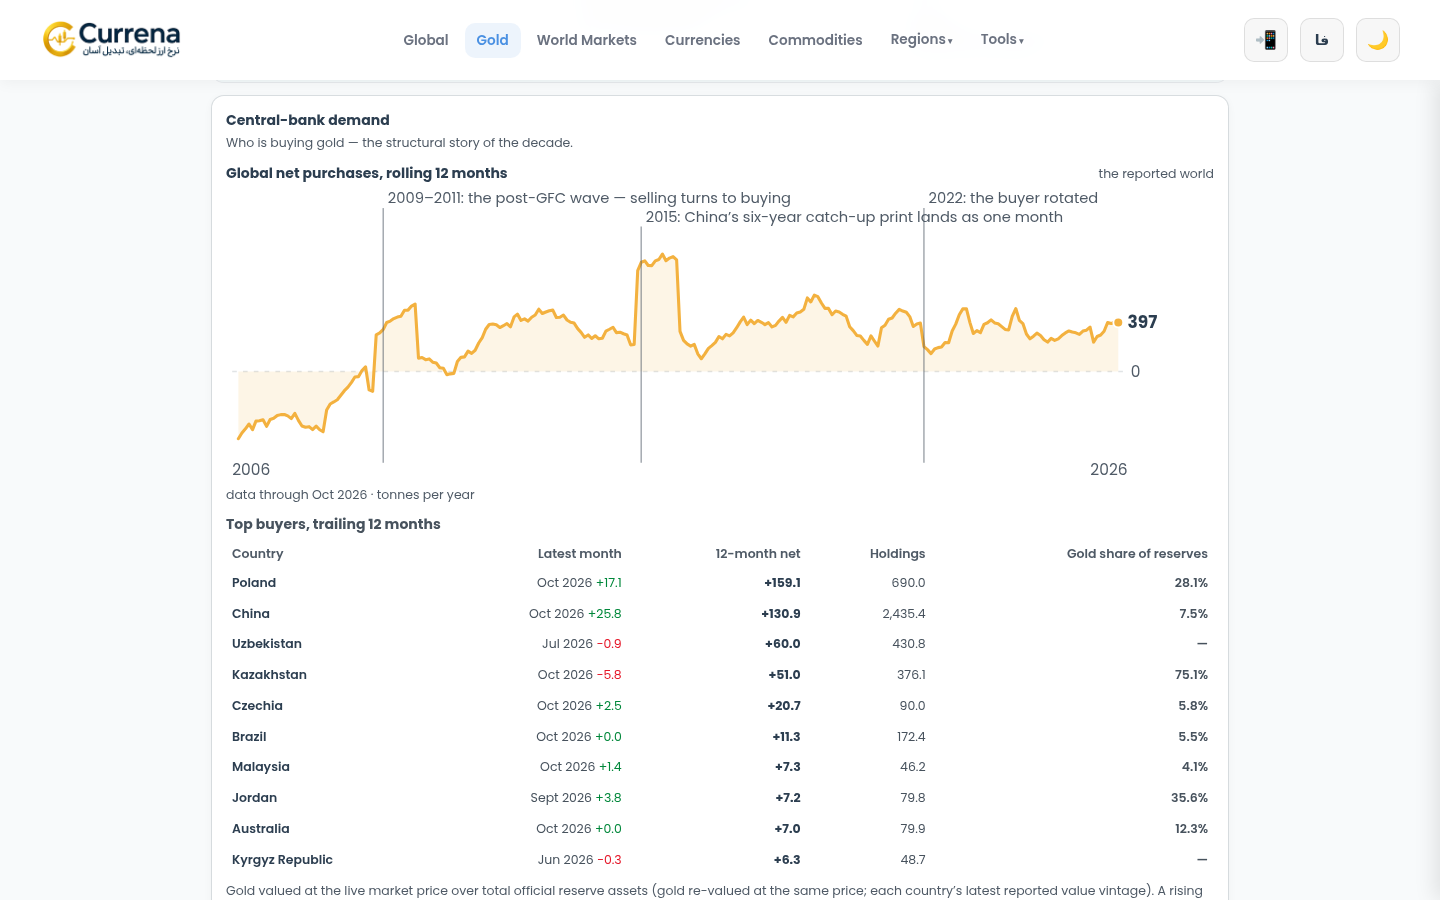 Currena
نرخ ارز لحظه‌ای، تبدیل آسان
Global
Gold
World Markets
Currencies
Commodities
Regions▾
Tools▾
فا
Central-bank demand
Who is buying gold — the structural story of the decade.
Global net purchases, rolling 12 months
the reported world
2009–2011: the post-GFC wave — selling turns to buying
2022: the buyer rotated
2015: China’s six-year catch-up print lands as one month
397
0
2006
2026
data through Oct 2026 · tonnes per year
Top buyers, trailing 12 months
Country Latest month 12-month net Holdings Gold share of reserves
Poland Oct 2026 +17.1 +159.1 690.0 28.1%
China Oct 2026 +25.8 +130.9 2,435.4 7.5%
Uzbekistan Jul 2026 -0.9 +60.0 430.8 —
Kazakhstan Oct 2026 -5.8 +51.0 376.1 75.1%
Czechia Oct 2026 +2.5 +20.7 90.0 5.8%
Brazil Oct 2026 +0.0 +11.3 172.4 5.5%
Malaysia Oct 2026 +1.4 +7.3 46.2 4.1%
Jordan Sept 2026 +3.8 +7.2 79.8 35.6%
Australia Oct 2026 +0.0 +7.0 79.9 12.3%
Kyrgyz Republic Jun 2026 -0.3 +6.3 48.7 —
Gold valued at the live market price over total official reserve assets (gold re-valued at the same price; each country’s latest reported value vintage). A rising